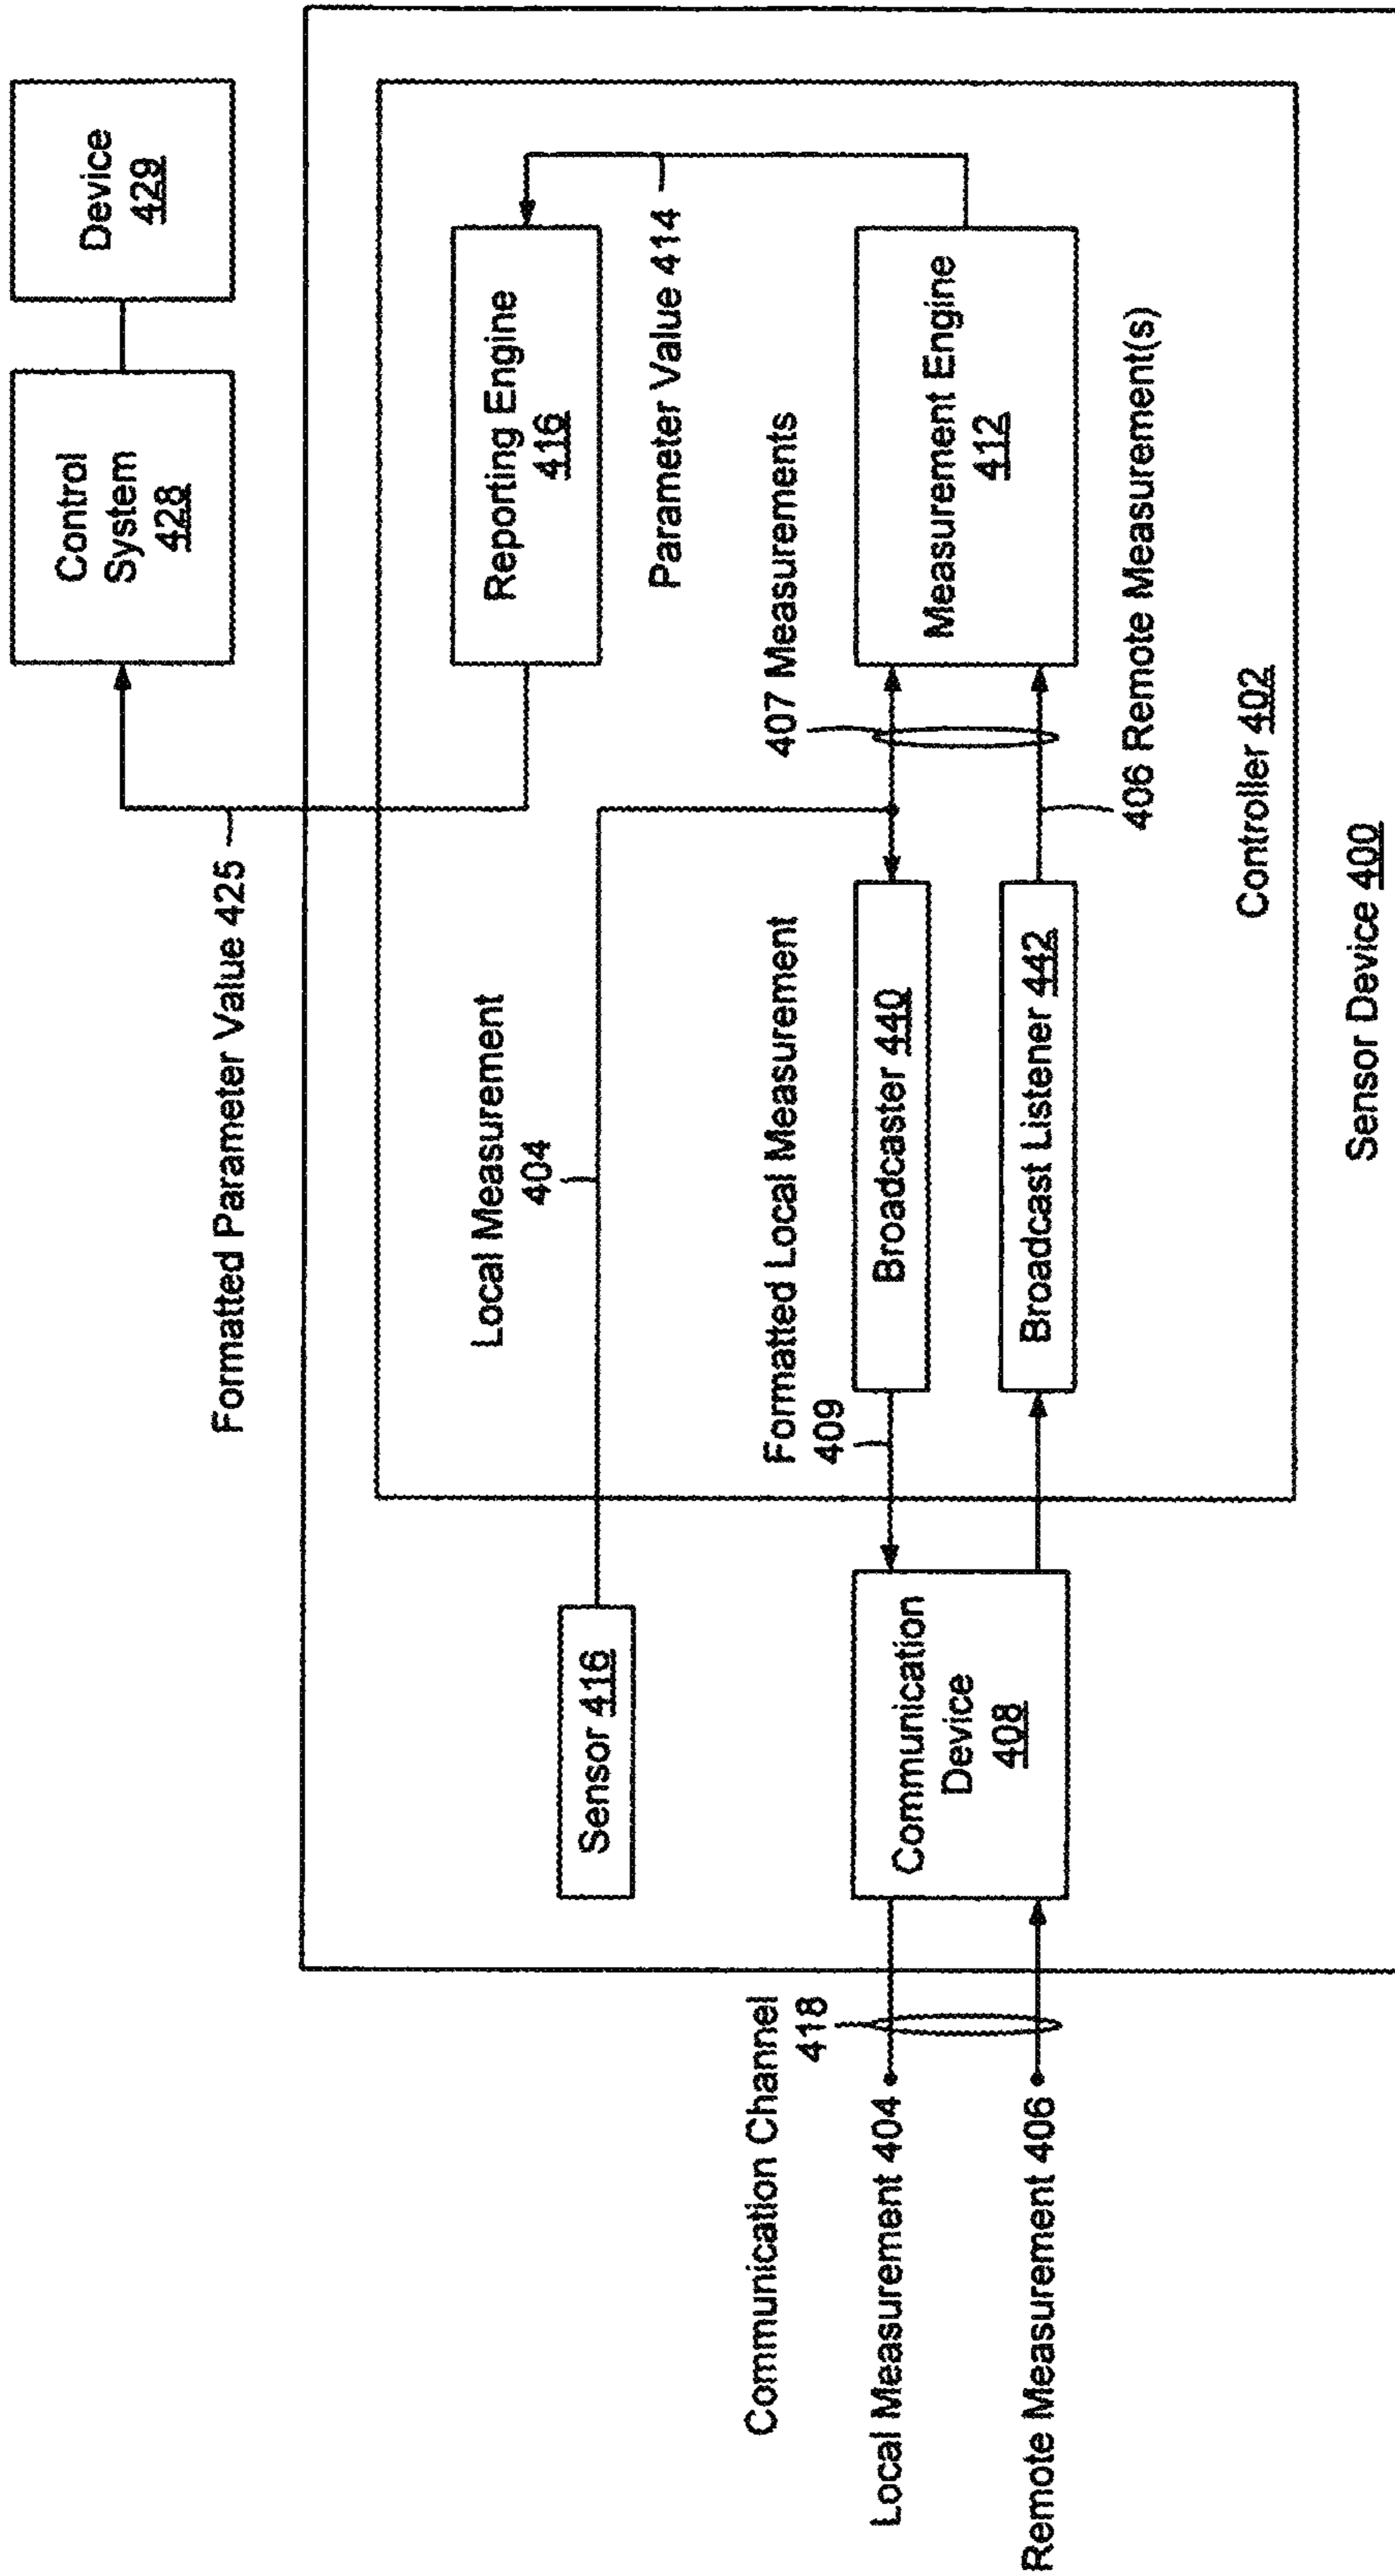 Device
429
Control
System
428
Formatted Parameter Value 425
Reporting Engine
416
Parameter Value 414
Local Measurement
404
Sensor 416
407 Measurements
Measurement Engine
412
406 Remote Measurement(s)
Formatted Local Measurement
409
Broadcaster 440
Broadcast Listener 442
Communication
Device
408
Communication Channel
418
Local Measurement 404
Remote Measurement 406
Controller 402
Sensor Device 400